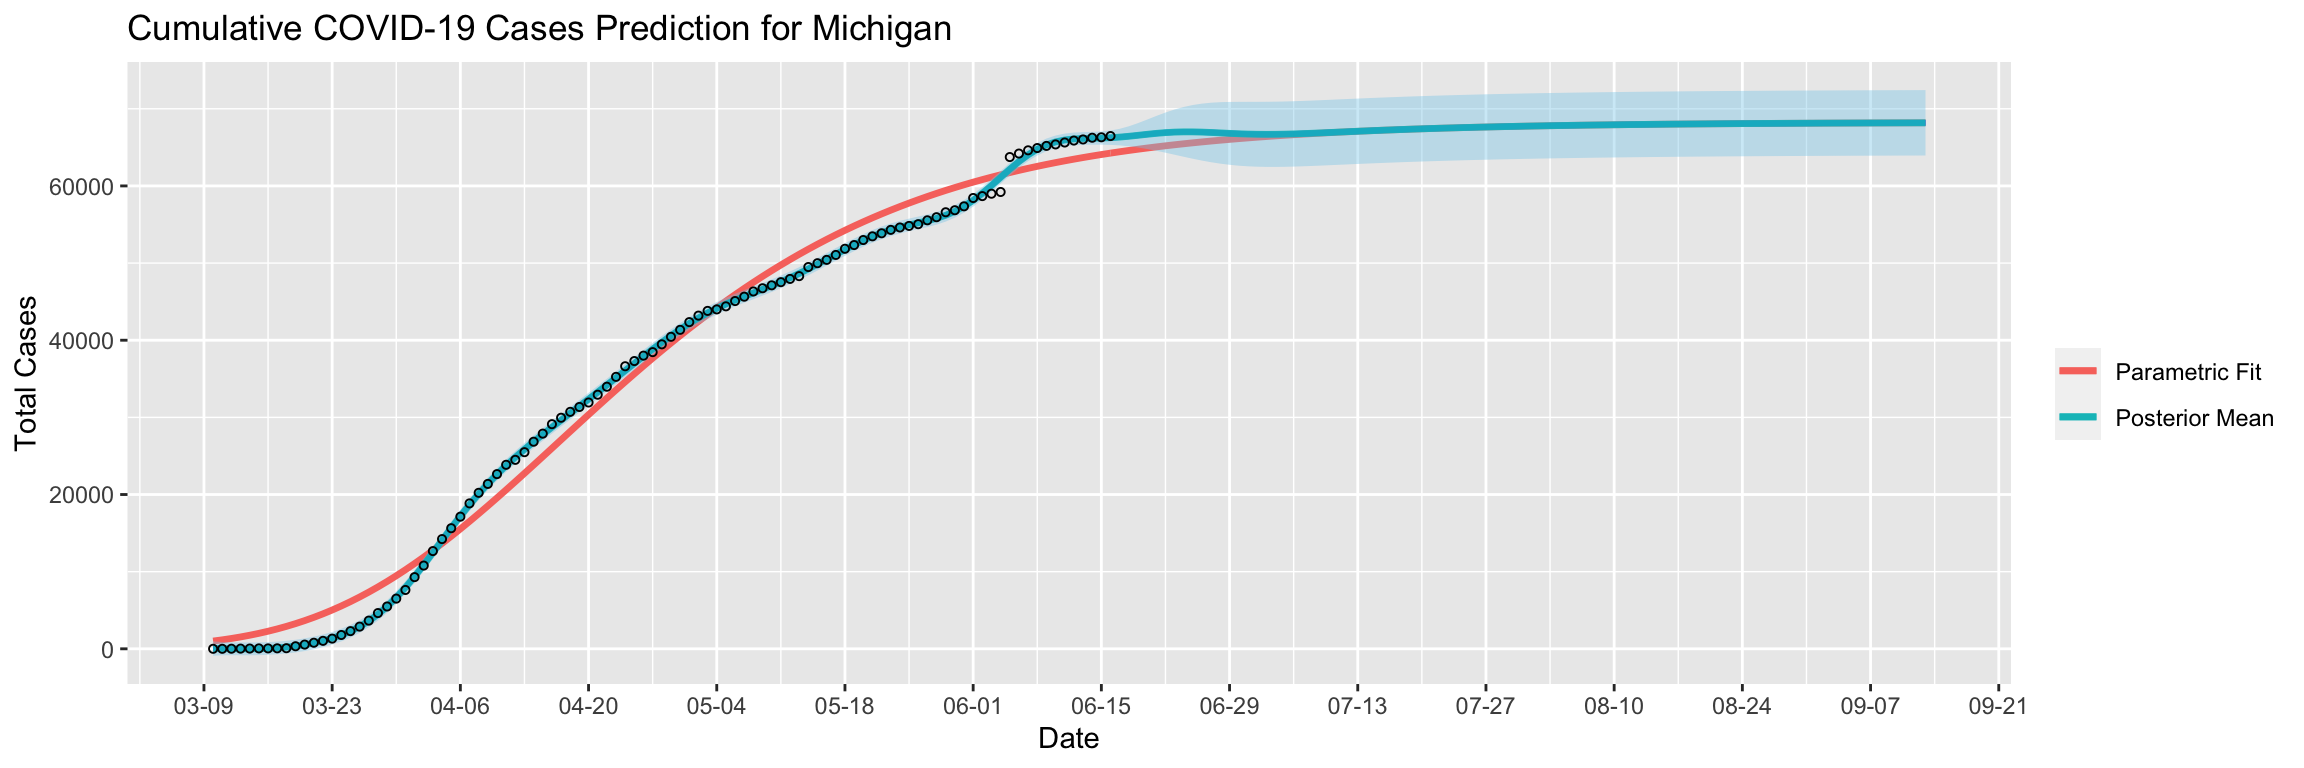 Cumulative COVID-19 Cases Prediction for Michigan
Total Cases
60000
40000
20000
0
03-09 03-23 04-06 04-20 05-04 05-18 06-01 06-15 06-29 07-13 07-27 08-10 08-24 09-07 09-21
Date
Parametric Fit
Posterior Mean